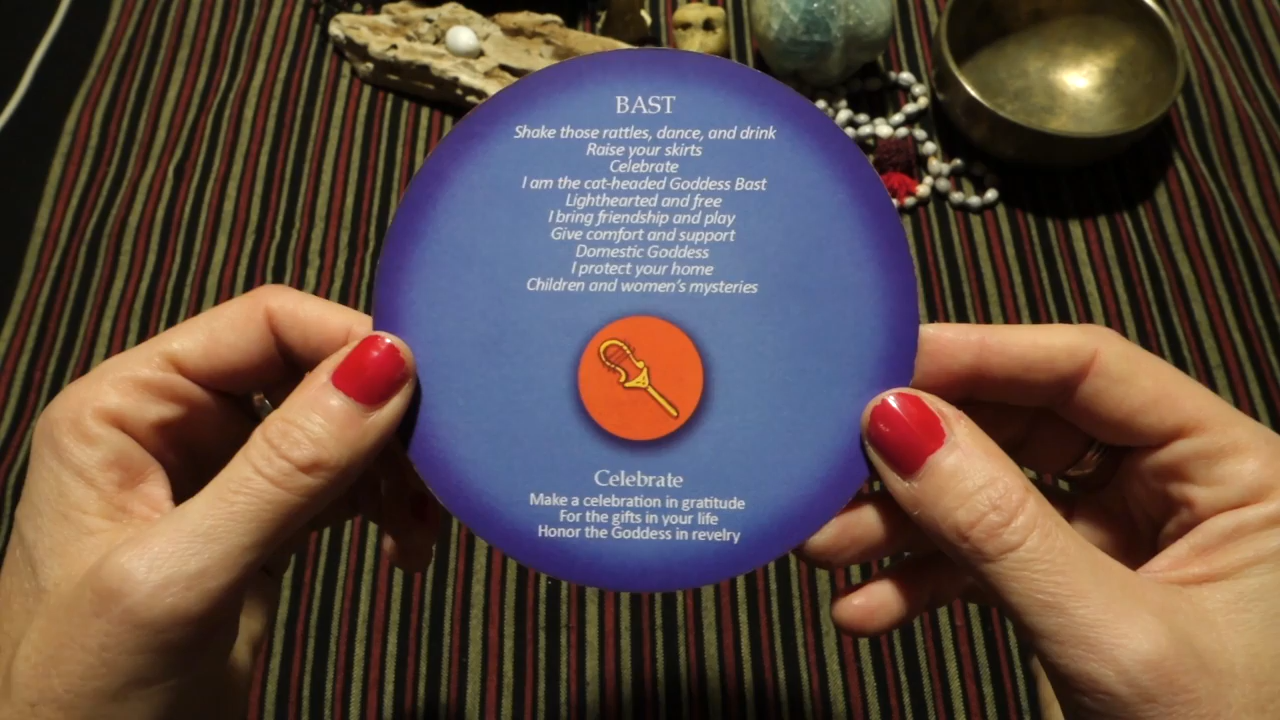 BAST
Shake those rattles, dance, and drink
Raise your skirts
Celebrate
I am the cat-headed Goddess Bast
Lighthearted and free
I bring friendship and play
Give comfort and support
Domestic Goddess
I protect your home
Children and women's mysteries
Celebrate
Make a celebration in gratitude
For the gifts in your life
Honor the Goddess in revelry